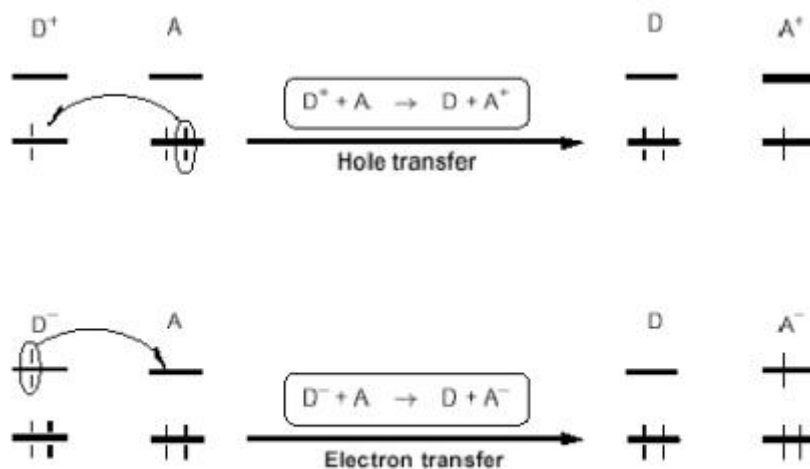 D⁺ A D A⁺
D⁺ + A → D + A⁺
Hole transfer
D⁻ A D A⁻
D⁻ + A → D + A⁻
Electron transfer